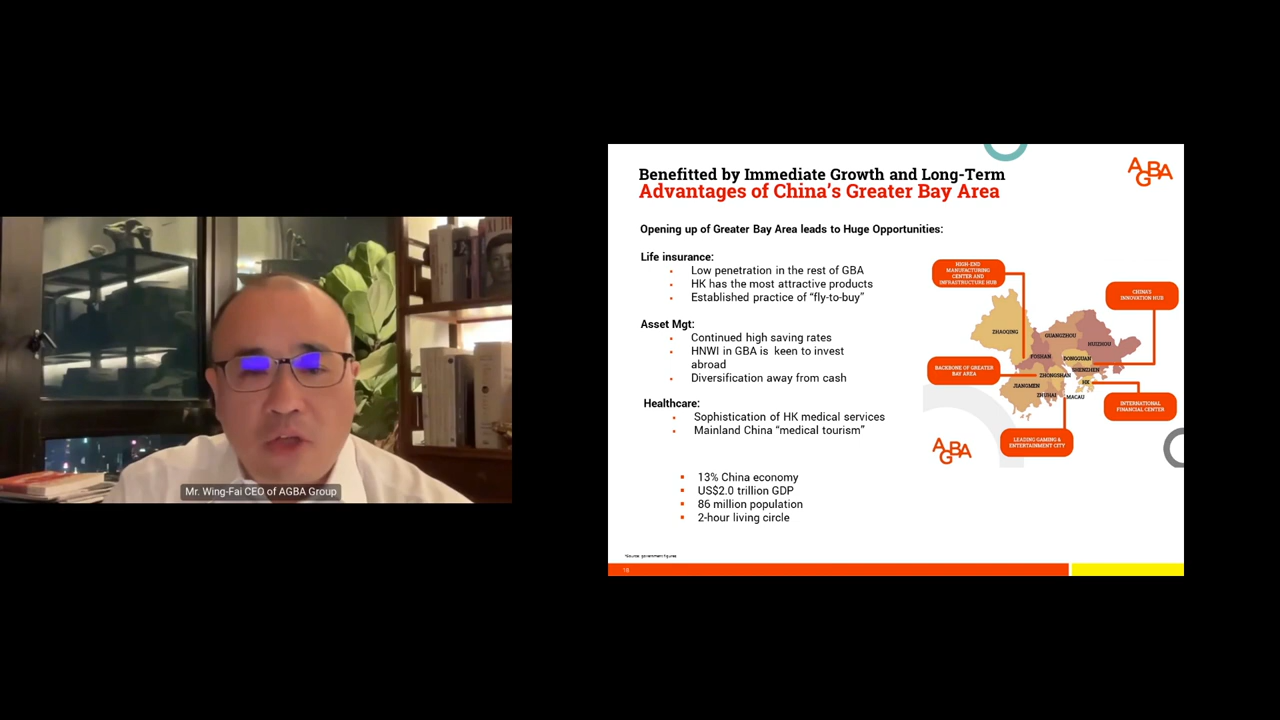 Mr. Wing-Fai CEO of AGBA Group
Benefitted by Immediate Growth and Long-Term
Advantages of China's Greater Bay Area
AGBA
Opening up of Greater Bay Area leads to Huge Opportunities:
Life insurance:
Low penetration in the rest of GBA
HK has the most attractive products
Established practice of "fly-to-buy"
Asset Mgt:
Continued high saving rates
HNWI in GBA is keen to invest
abroad
Diversification away from cash
Healthcare:
Sophistication of HK medical services
Mainland China "medical tourism"
13% China economy
US$2.0 trillion GDP
86 million population
2-hour living circle
HIGH-END
MANUFACTURING
CENTER AND
INFRASTRUCTURE HUB
CHINA'S
INNOVATION HUB
ZHAOQING
GUANGZHOU
HUIZHOU
FOSHAN
DONGGUAN
BACKBONE OF GREATER
BAY AREA
SHENZHEN
ZHONGSHAN
HK
JIANGMEN
ZHUHAI
MACAU
INTERNATIONAL
FINANCIAL CENTER
LEADING GAMING &
ENTERTAINMENT CITY
AGBA
*Source: government figures
18